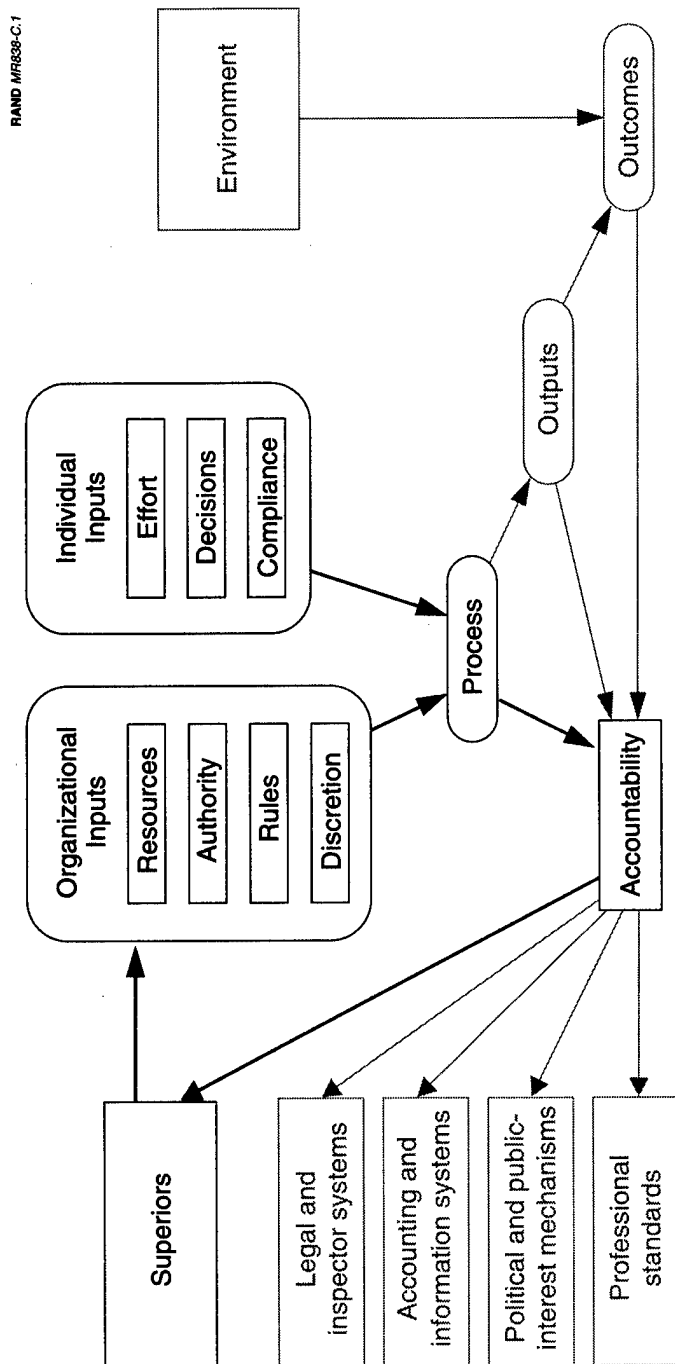 RAND MR838-C.1
Superiors
Organizational
Inputs
Resources
Authority
Rules
Discretion
Individual
Inputs
Effort
Decisions
Compliance
Environment
Legal and
inspector systems
Accounting and
information systems
Political and public-
interest mechanisms
Professional
standards
Process
Outputs
Outcomes
Accountability